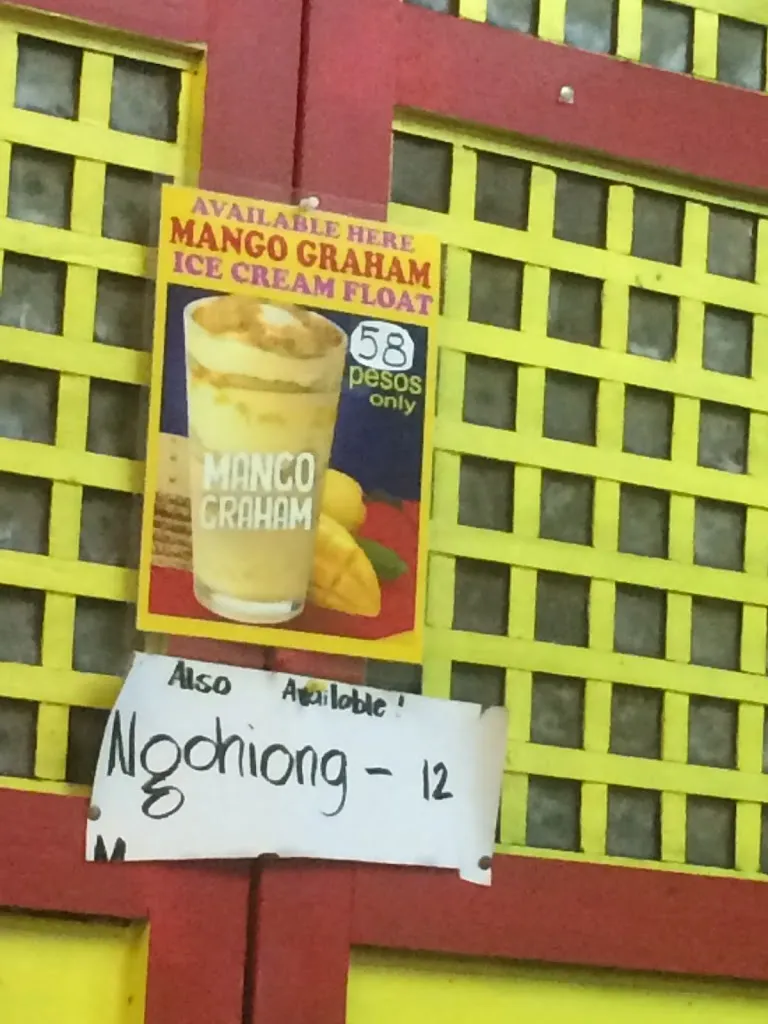 AVAILABLE HERE
MANGO GRAHAM
ICE CREAM FLOAT
58
pesos
only
MANGO
GRAHAM
Also Available!
Ngohiong - 12
M